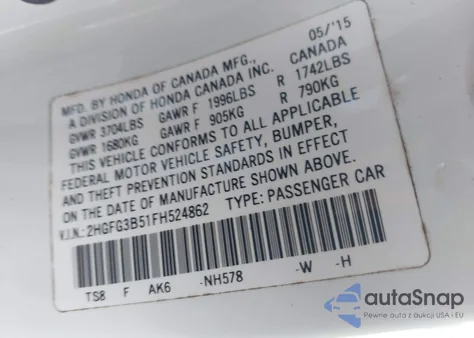 05/'15
MFD. BY HONDA OF CANADA MFG., CANADA
A DIVISION OF HONDA CANADA INC.
GVWR 3704LBS GAWR F 1996LBS R 1742LBS
GVWR 1680KG GAWR F 905KG R 790KG
THIS VEHICLE CONFORMS TO ALL APPLICABLE
FEDERAL MOTOR VEHICLE SAFETY, BUMPER,
AND THEFT PREVENTION STANDARDS IN EFFECT
ON THE DATE OF MANUFACTURE SHOWN ABOVE.
V.I.N.: 2HGFG3B51FH524862 TYPE: PASSENGER CAR
TS8 F AK6 -NH578 -W -H
autoSnap
Pewne auta z aukcji USA i EU